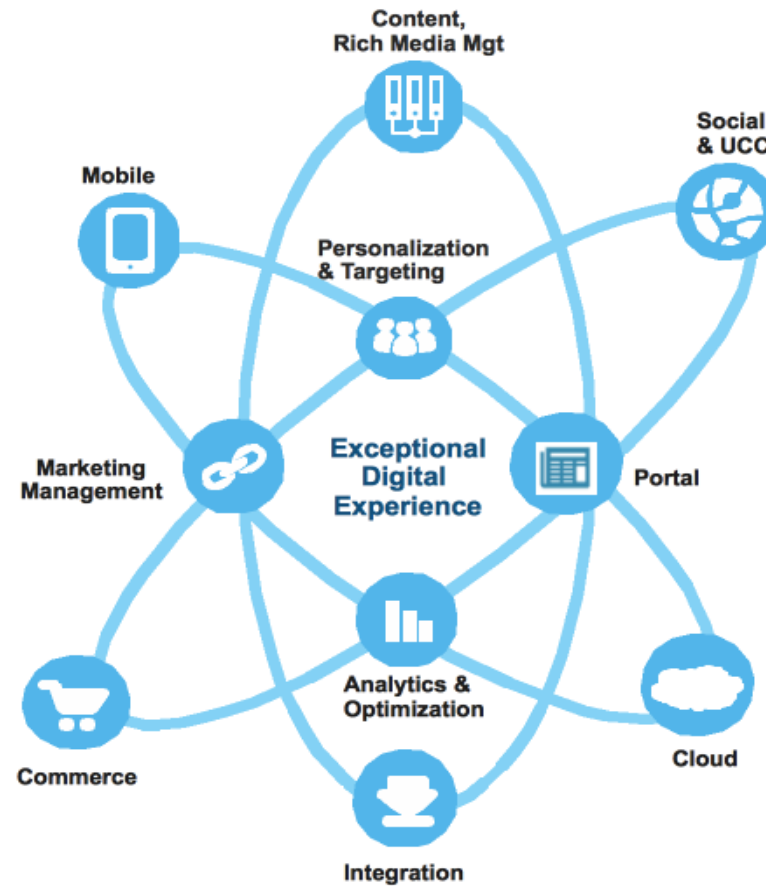 Content,
Rich Media Mgt
Social
& UCC
Mobile
Personalization
& Targeting
Exceptional
Digital
Experience
Marketing
Management
Portal
Analytics &
Optimization
Cloud
Commerce
Integration